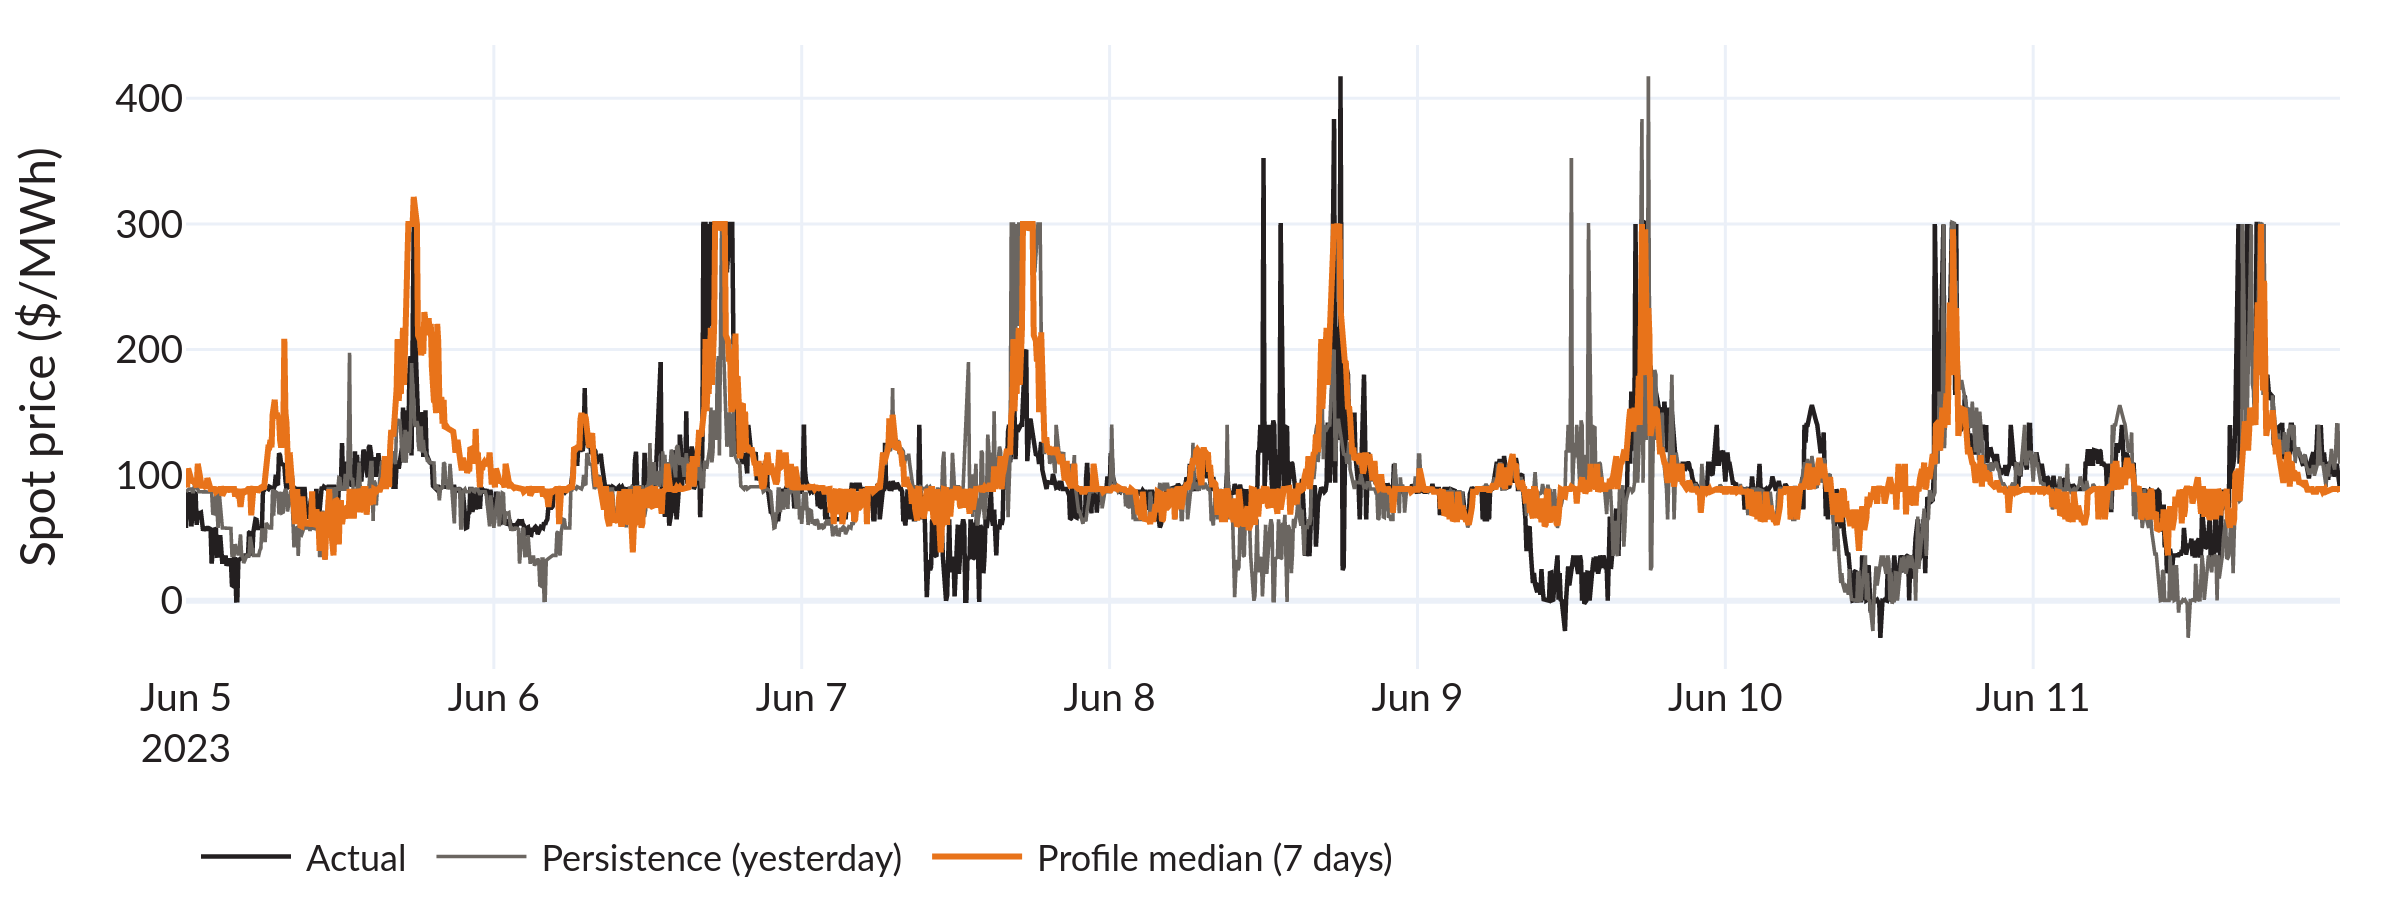 Spot price ($/MWh)
400
300
200
100
0
Jun 5
2023
Jun 6
Jun 7
Jun 8
Jun 9
Jun 10
Jun 11
Actual
Persistence (yesterday)
Profile median (7 days)